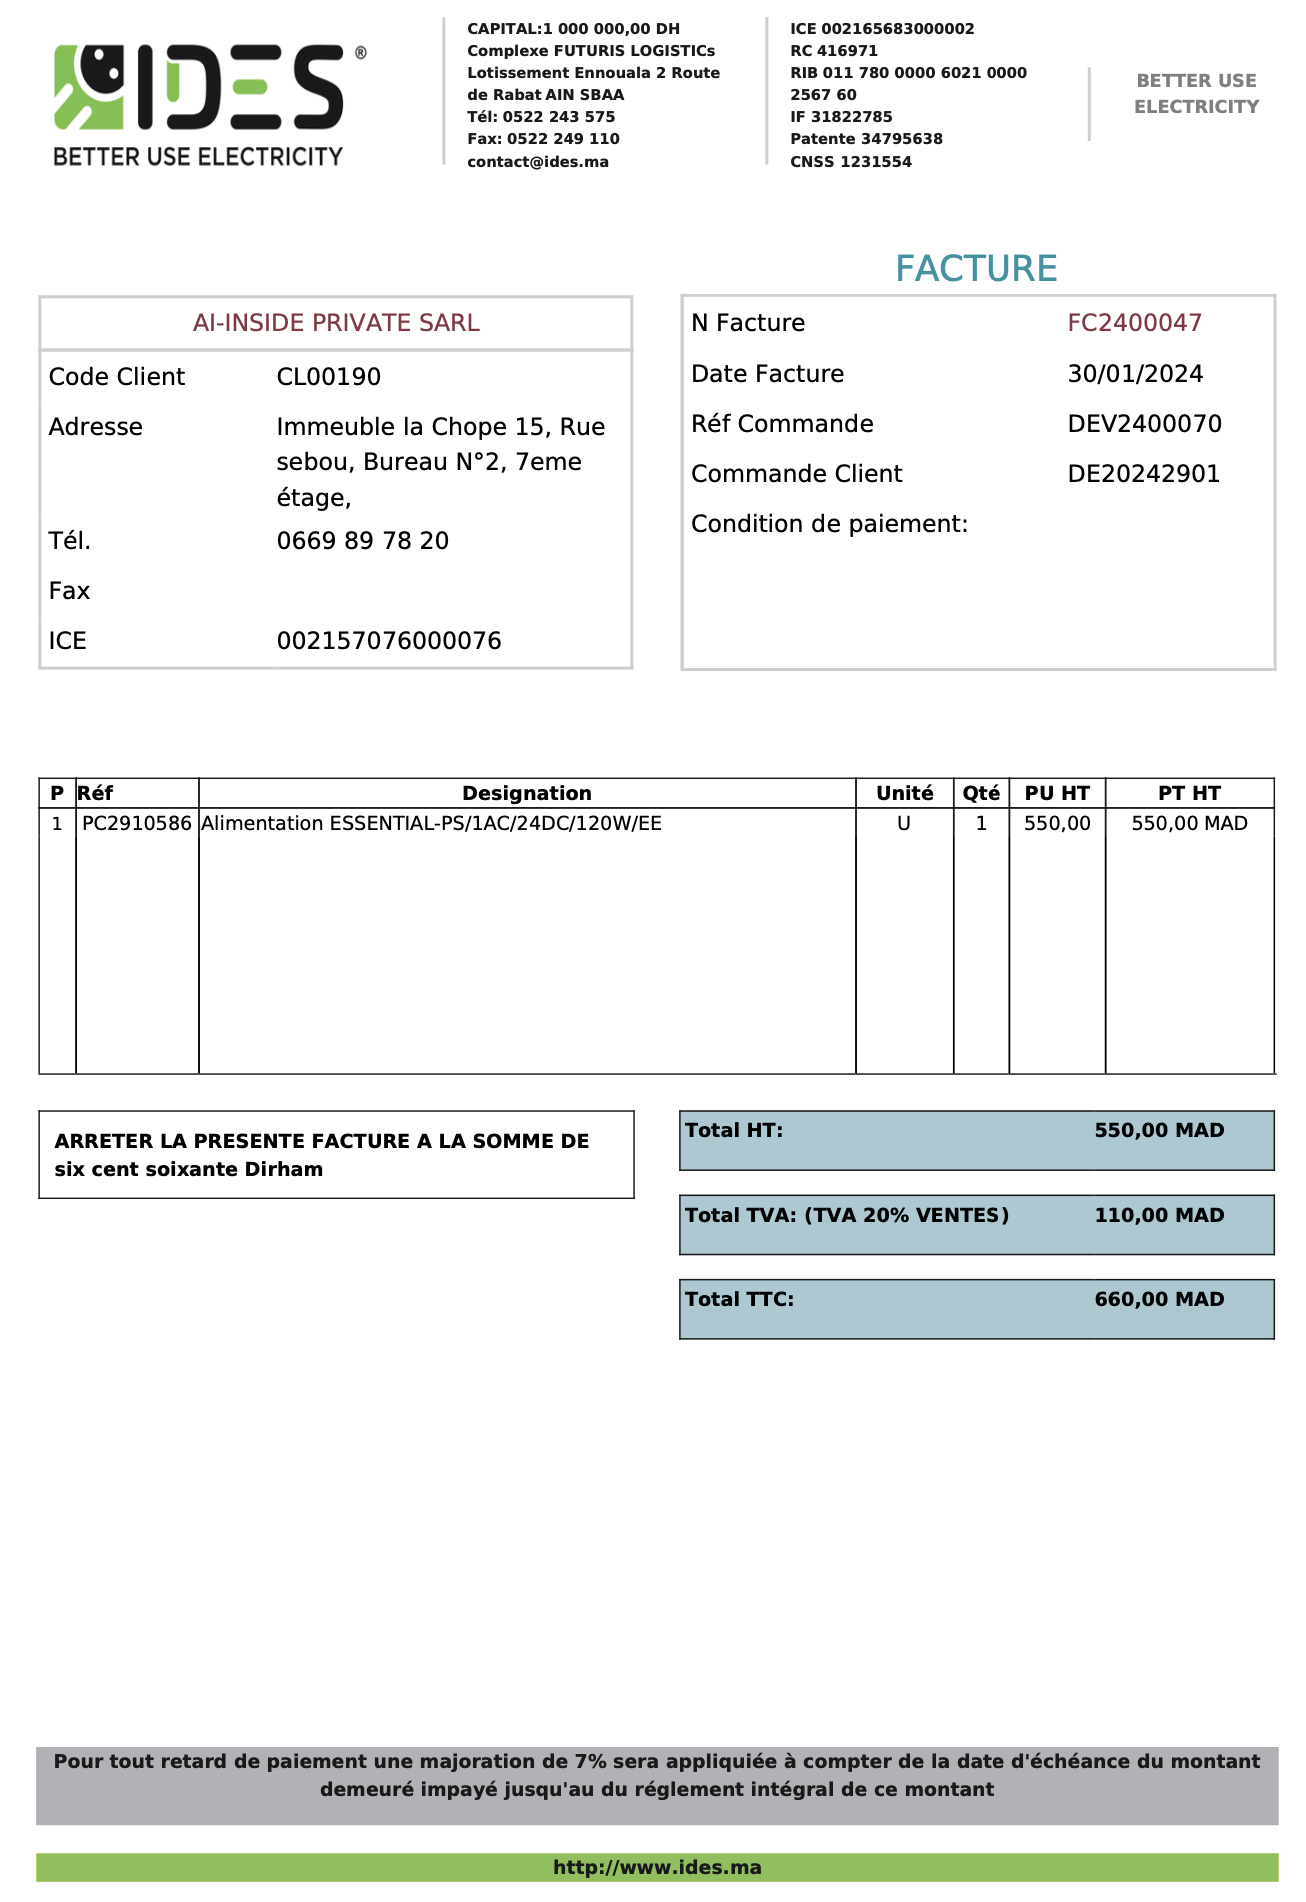 IDES ®
BETTER USE ELECTRICITY
CAPITAL:1 000 000,00 DH
Complexe FUTURIS LOGISTICs
Lotissement Ennouala 2 Route
de Rabat AIN SBAA
Tél: 0522 243 575
Fax: 0522 249 110
contact@ides.ma
ICE 002165683000002
RC 416971
RIB 011 780 0000 6021 0000
2567 60
IF 31822785
Patente 34795638
CNSS 1231554
BETTER USE
ELECTRICITY
FACTURE
AI-INSIDE PRIVATE SARL
Code Client CL00190
Adresse Immeuble la Chope 15, Rue
sebou, Bureau N°2, 7eme
étage,
Tél. 0669 89 78 20
Fax
ICE 002157076000076
N Facture FC2400047
Date Facture 30/01/2024
Réf Commande DEV2400070
Commande Client DE20242901
Condition de paiement:
P Réf Designation Unité Qté PU HT PT HT
1 PC2910586 Alimentation ESSENTIAL-PS/1AC/24DC/120W/EE U 1 550,00 550,00 MAD
ARRETER LA PRESENTE FACTURE A LA SOMME DE
six cent soixante Dirham
Total HT: 550,00 MAD
Total TVA: (TVA 20% VENTES) 110,00 MAD
Total TTC: 660,00 MAD
Pour tout retard de paiement une majoration de 7% sera appliquiée à compter de la date d'échéance du montant
demeuré impayé jusqu'au du réglement intégral de ce montant
http://www.ides.ma